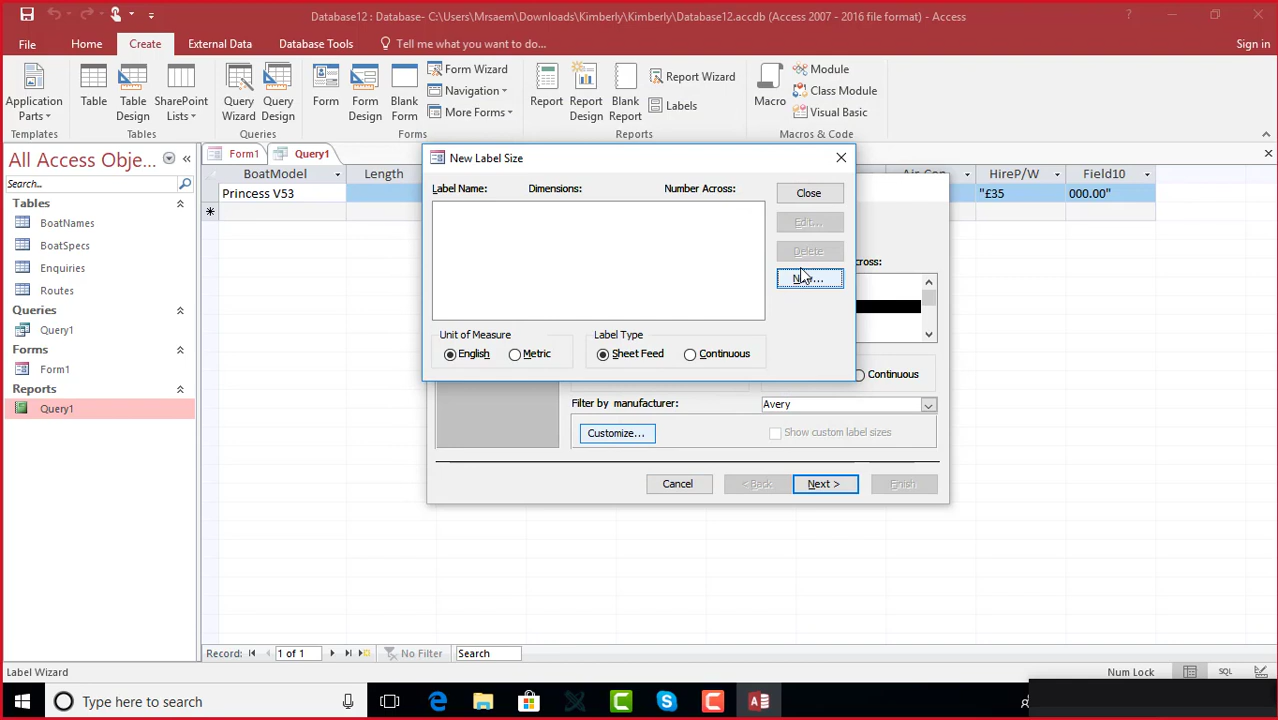 Database12 : Database- C:\Users\Mrsaem\Downloads\Kimberly\Kimberly\Database12.accdb (Access 2007 - 2016 file format) - Access
File Home Create External Data Database Tools Tell me what you want to do... Sign in
Application Parts
Table
Table Design
SharePoint Lists
Query Wizard
Query Design
Form
Form Design
Blank Form
Form Wizard
Navigation
More Forms
Report
Report Design
Blank Report
Report Wizard
Labels
Macro
Module
Class Module
Visual Basic
Templates Tables Queries Forms Reports Macros & Code
All Access Obje...
Search...
Tables
BoatNames
BoatSpecs
Enquiries
Routes
Queries
Query1
Forms
Form1
Reports
Query1
Form1 Query1
BoatModel Length HireP/W Field10
Princess V53 "£35 000.00"
New Label Size
Label Name: Dimensions: Number Across:
Close
Edit...
Delete
Unit of Measure
English Metric
Label Type
Sheet Feed Continuous
Continuous
Filter by manufacturer: Avery
Customize... Show custom label sizes
Cancel < Back Next > Finish
Record: 1 of 1 No Filter Search
Label Wizard Num Lock SQL
Type here to search